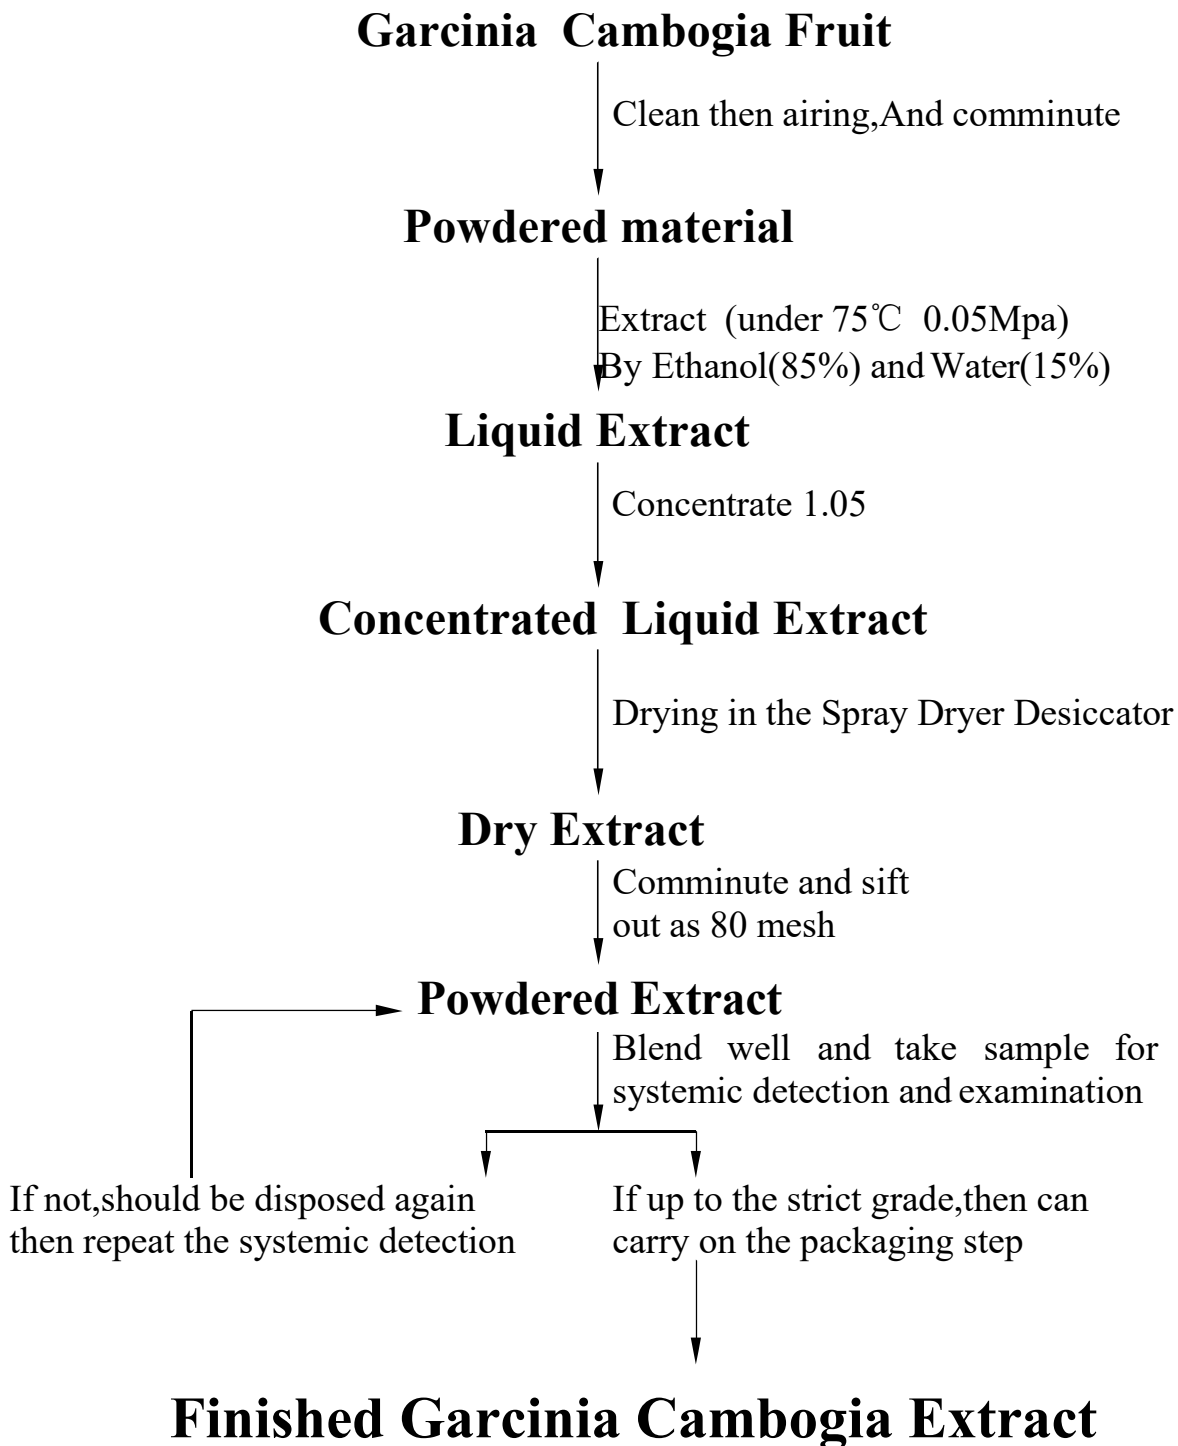 Garcinia Cambogia Fruit
Clean then airing,And comminute
Powdered material
Extract (under 75℃ 0.05Mpa)
By Ethanol(85%) and Water(15%)
Liquid Extract
Concentrate 1.05
Concentrated Liquid Extract
Drying in the Spray Dryer Desiccator
Dry Extract
Comminute and sift
out as 80 mesh
Powdered Extract
Blend well and take sample for
systemic detection and examination
If not,should be disposed again
then repeat the systemic detection
If up to the strict grade,then can
carry on the packaging step
Finished Garcinia Cambogia Extract